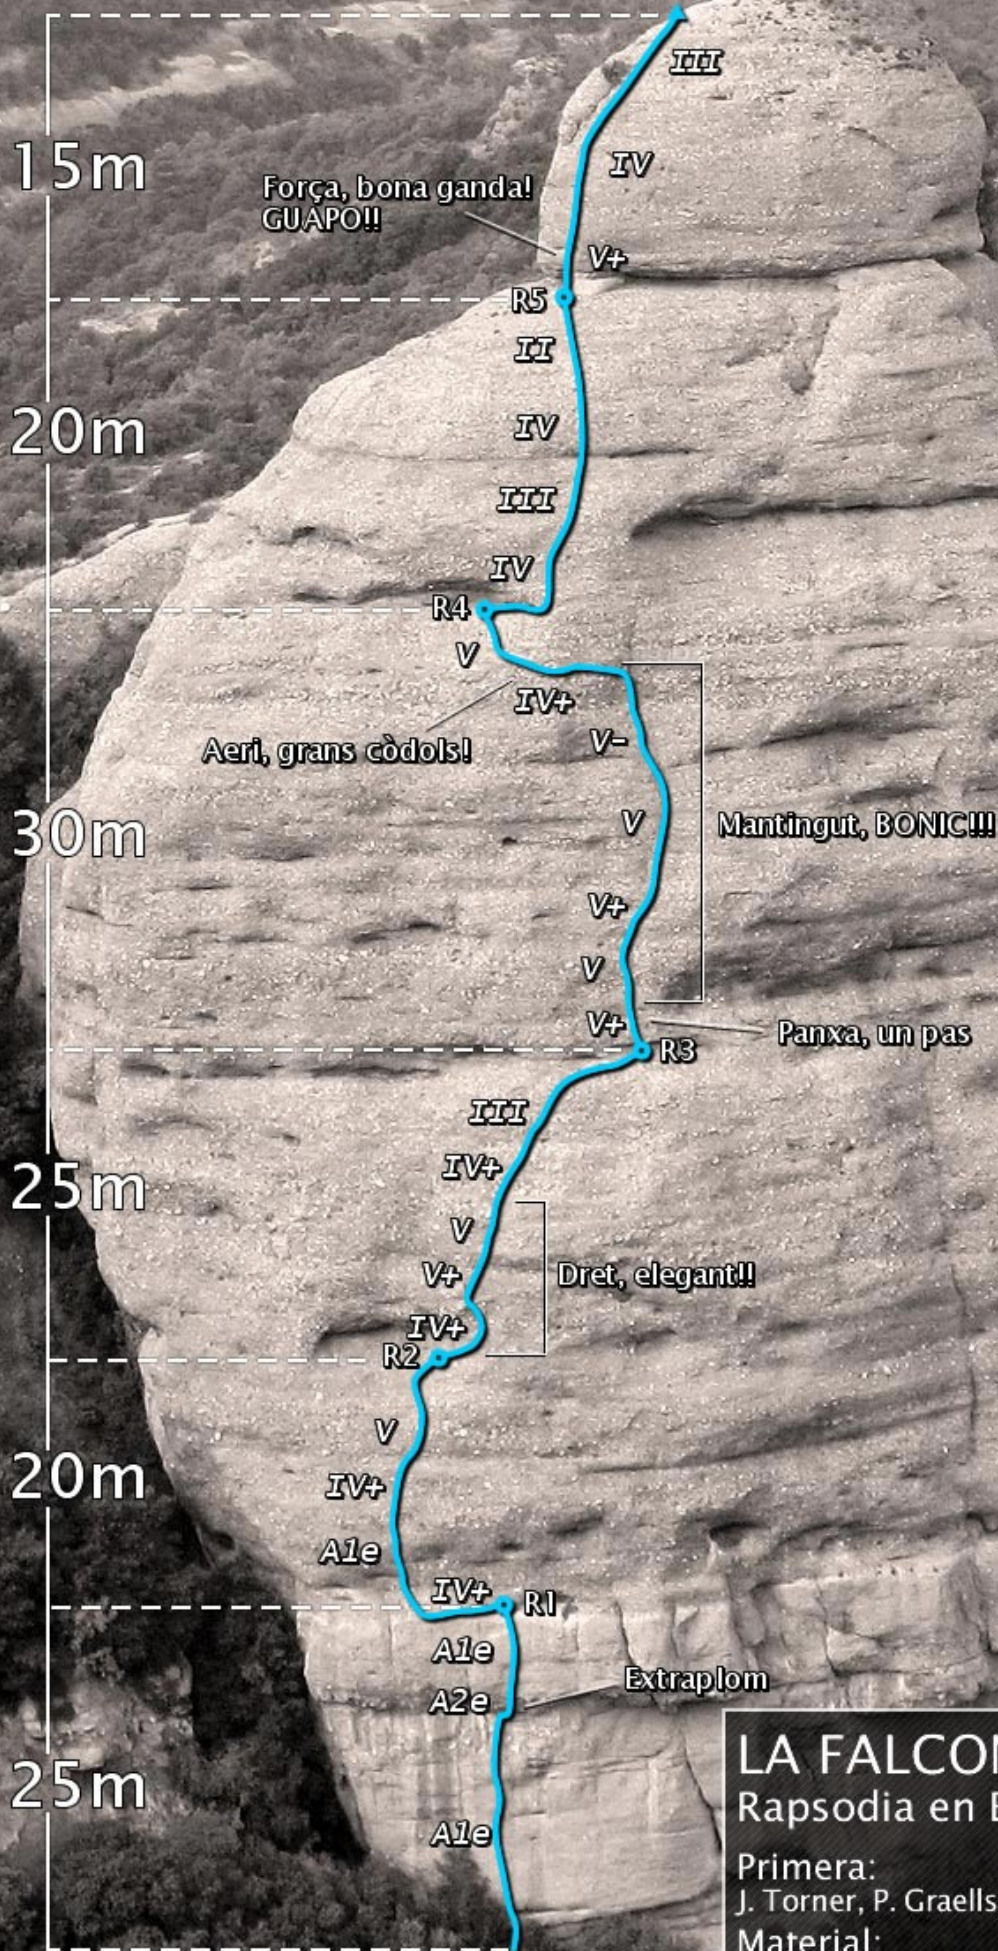 III
15m
IV
Força, bona ganda!
GUAPO!!
V+
R5
II
20m
IV
III
IV
R4
V
IV+
V-
Aeri, grans còdols!
30m
V
Mantingut, BONIC!!!
V+
V
V+
Panxa, un pas
R3
III
IV+
25m
V
V+
Dret, elegant!!
IV+
R2
V
20m
IV+
A1e
IV+
R1
A1e
Extraplom
A2e
25m
A1e
LA FALCO
Rapsodia en
Primera:
J. Torner, P. Graells
Material: